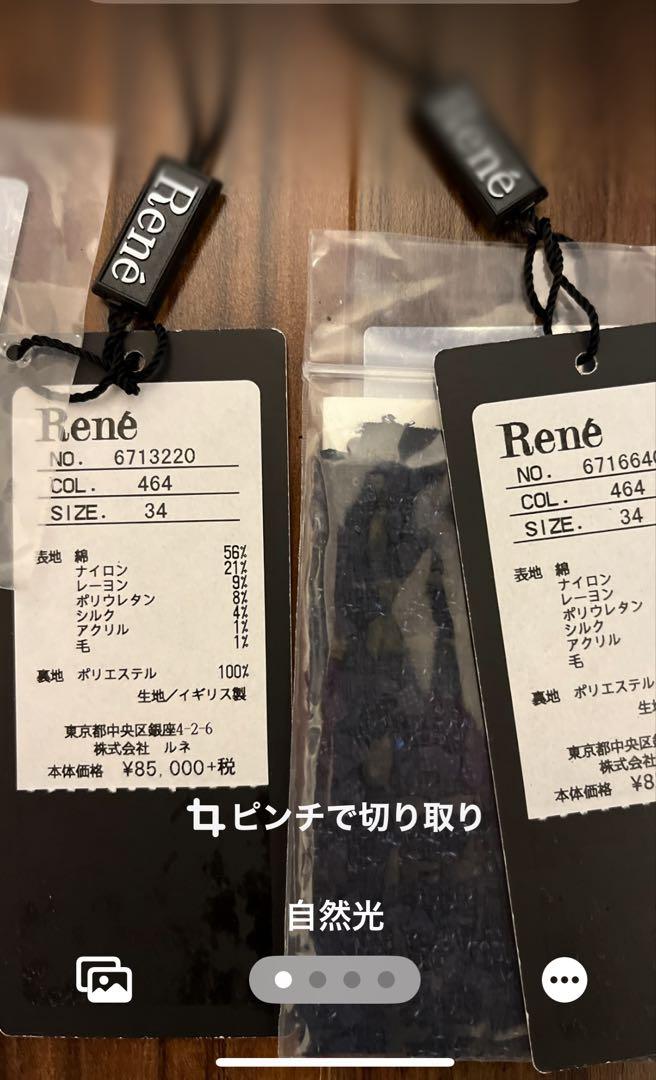 René
René
René
NO. 6713220
COL. 464
SIZE. 34
表地 綿 56%
ナイロン 21%
レーヨン 9%
ポリウレタン 8%
シルク 4%
アクリル 1%
毛 1%
裏地 ポリエステル 100%
生地/イギリス製
東京都中央区銀座4-2-6
株式会社 ルネ
本体価格 ¥85,000+税
René
NO. 671664
COL. 464
SIZE. 34
表地 綿
ナイロン
レーヨン
ポリウレタン
シルク
アクリル
毛
裏地 ポリエステル
生
東京都中央区
株式会社
本体価格 ¥8
ピンチで切り取り
自然光